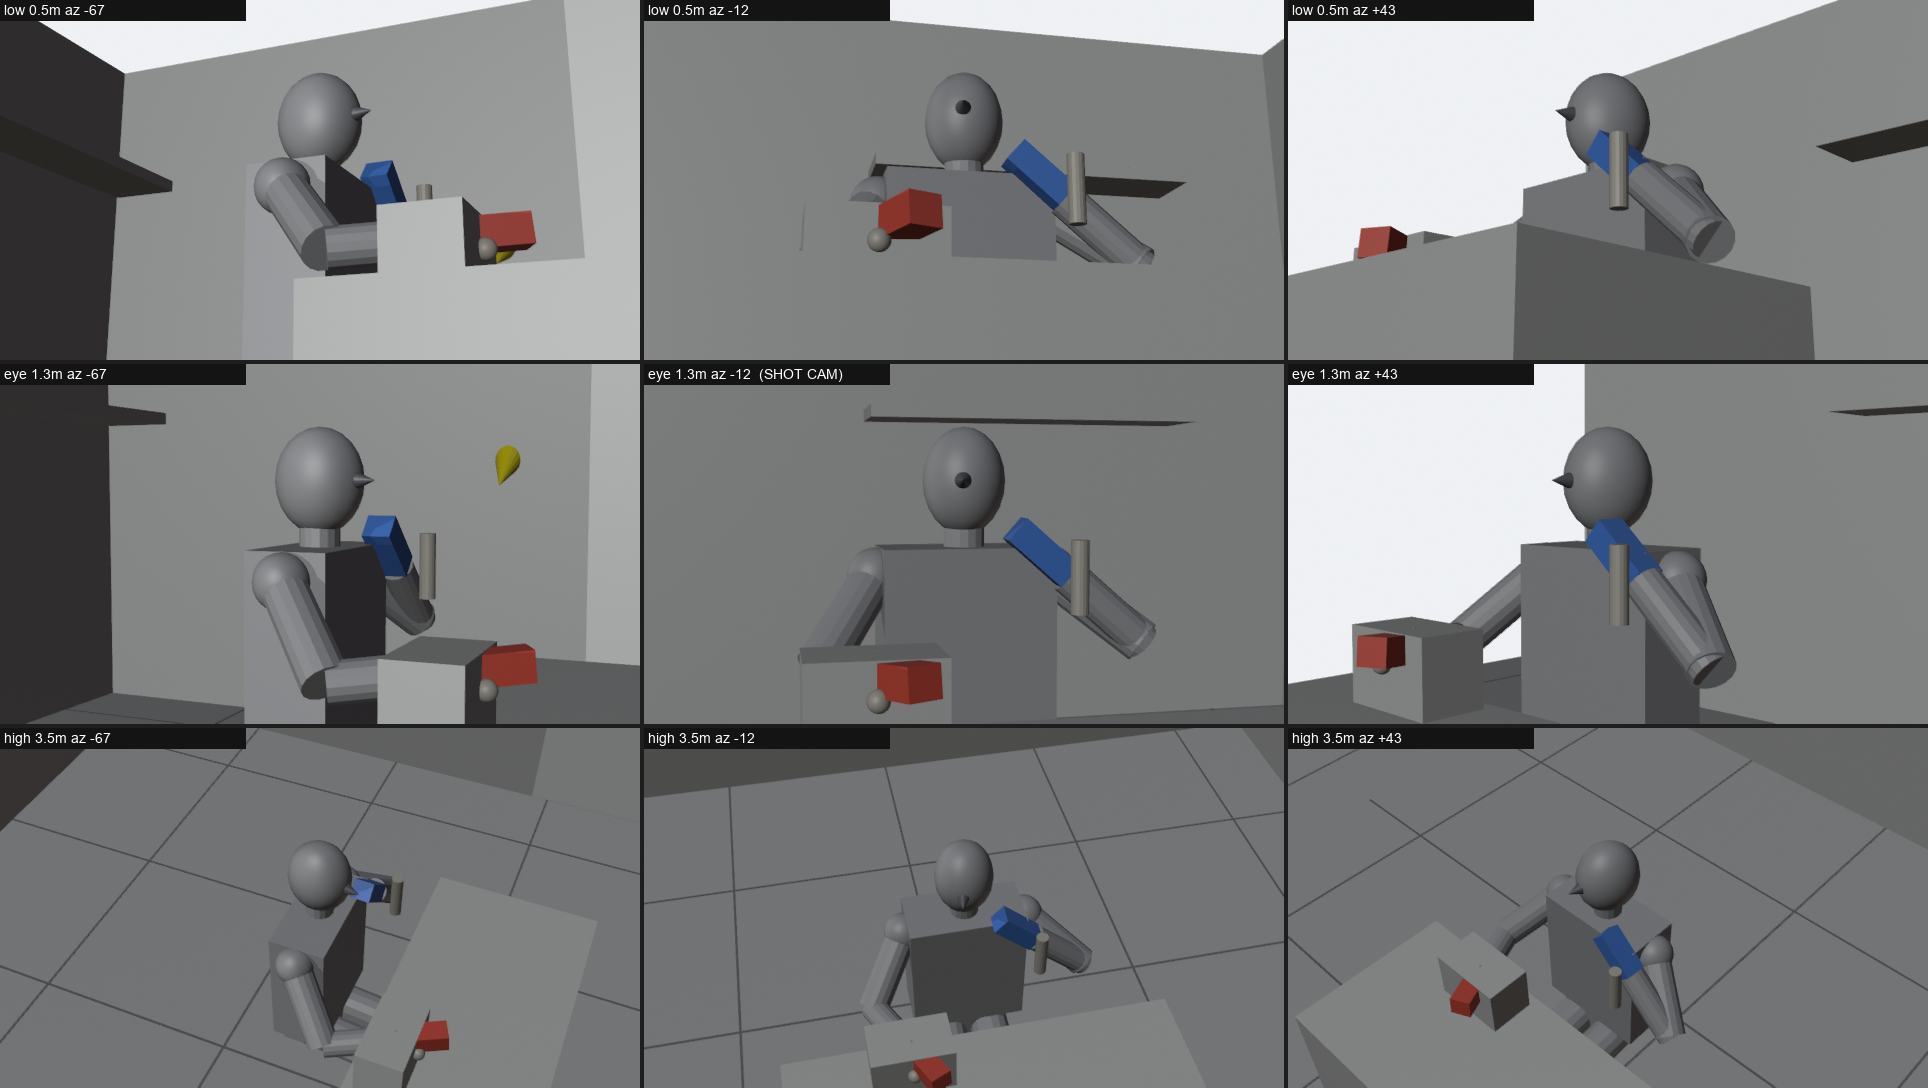 low 0.5m az -67
low 0.5m az -12
low 0.5m az +43
eye 1.3m az -67
eye 1.3m az -12 (SHOT CAM)
eye 1.3m az +43
high 3.5m az -67
high 3.5m az -12
high 3.5m az +43